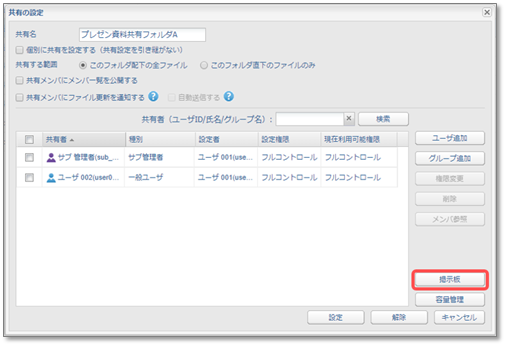 共有の設定
共有名 プレゼン資料共有フォルダA
個別に共有を設定する（共有設定を引き継がない）
共有する範囲 このフォルダ配下の全ファイル このフォルダ直下のファイルのみ
共有メンバにメンバ一覧を公開する
共有メンバにファイル更新を通知する ? 自動送信する ?
共有者（ユーザID/氏名/グループ名）: 検索
共有者 種別 設定者 設定権限 現在利用可能権限
サブ 管理者(sub_... サブ管理者 ユーザ 001(use... フルコントロール フルコントロール
ユーザ 002(user0... 一般ユーザ ユーザ 001(use... フルコントロール フルコントロール
ユーザ追加
グループ追加
権限変更
削除
メンバ参照
掲示板
容量管理
設定 解除 キャンセル